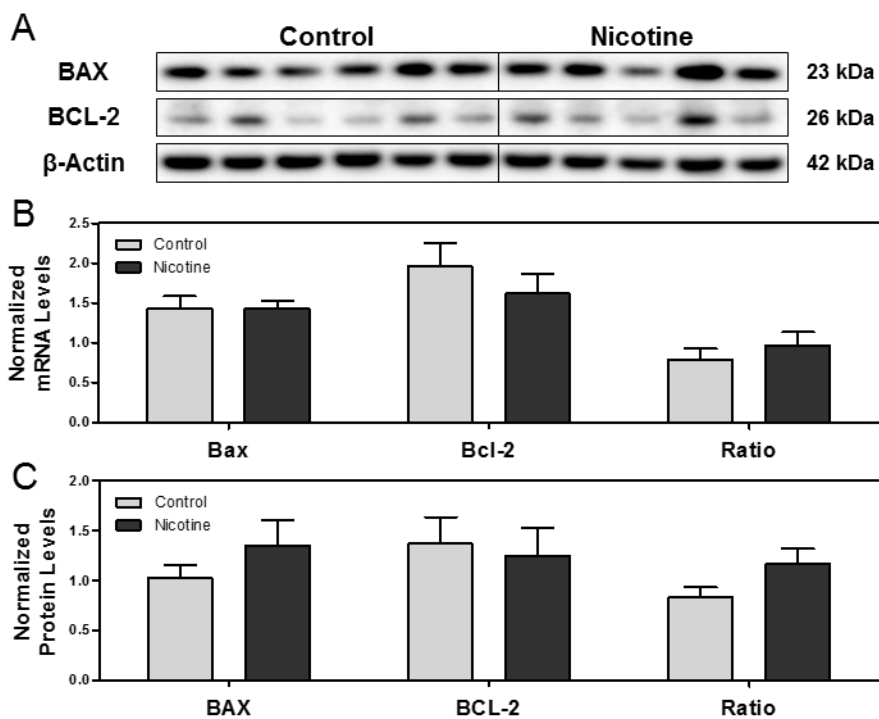 A
Control Nicotine
BAX 23 kDa
BCL-2 26 kDa
β-Actin 42 kDa
B
Normalized
mRNA Levels
2.5
2.0
1.5
1.0
0.5
0.0
Control
Nicotine
Bax Bcl-2 Ratio
C
Normalized
Protein Levels
2.0
1.5
1.0
0.5
0.0
Control
Nicotine
BAX BCL-2 Ratio